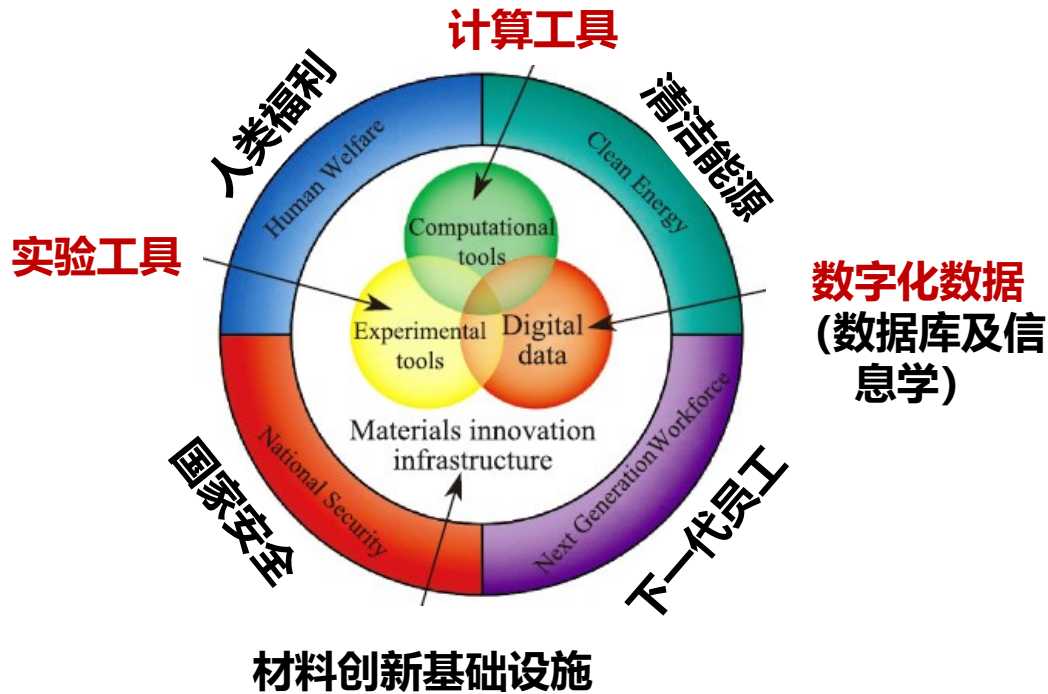 计算工具
人类福利
清洁能源
Human Welfare
Clean Energy
Computational
tools
实验工具
数字化数据
(数据库及信
息学)
Experimental
tools
Digital
data
Materials innovation
infrastructure
National Security
Next GenerationWorkforce
国家安全
下一代员工
材料创新基础设施